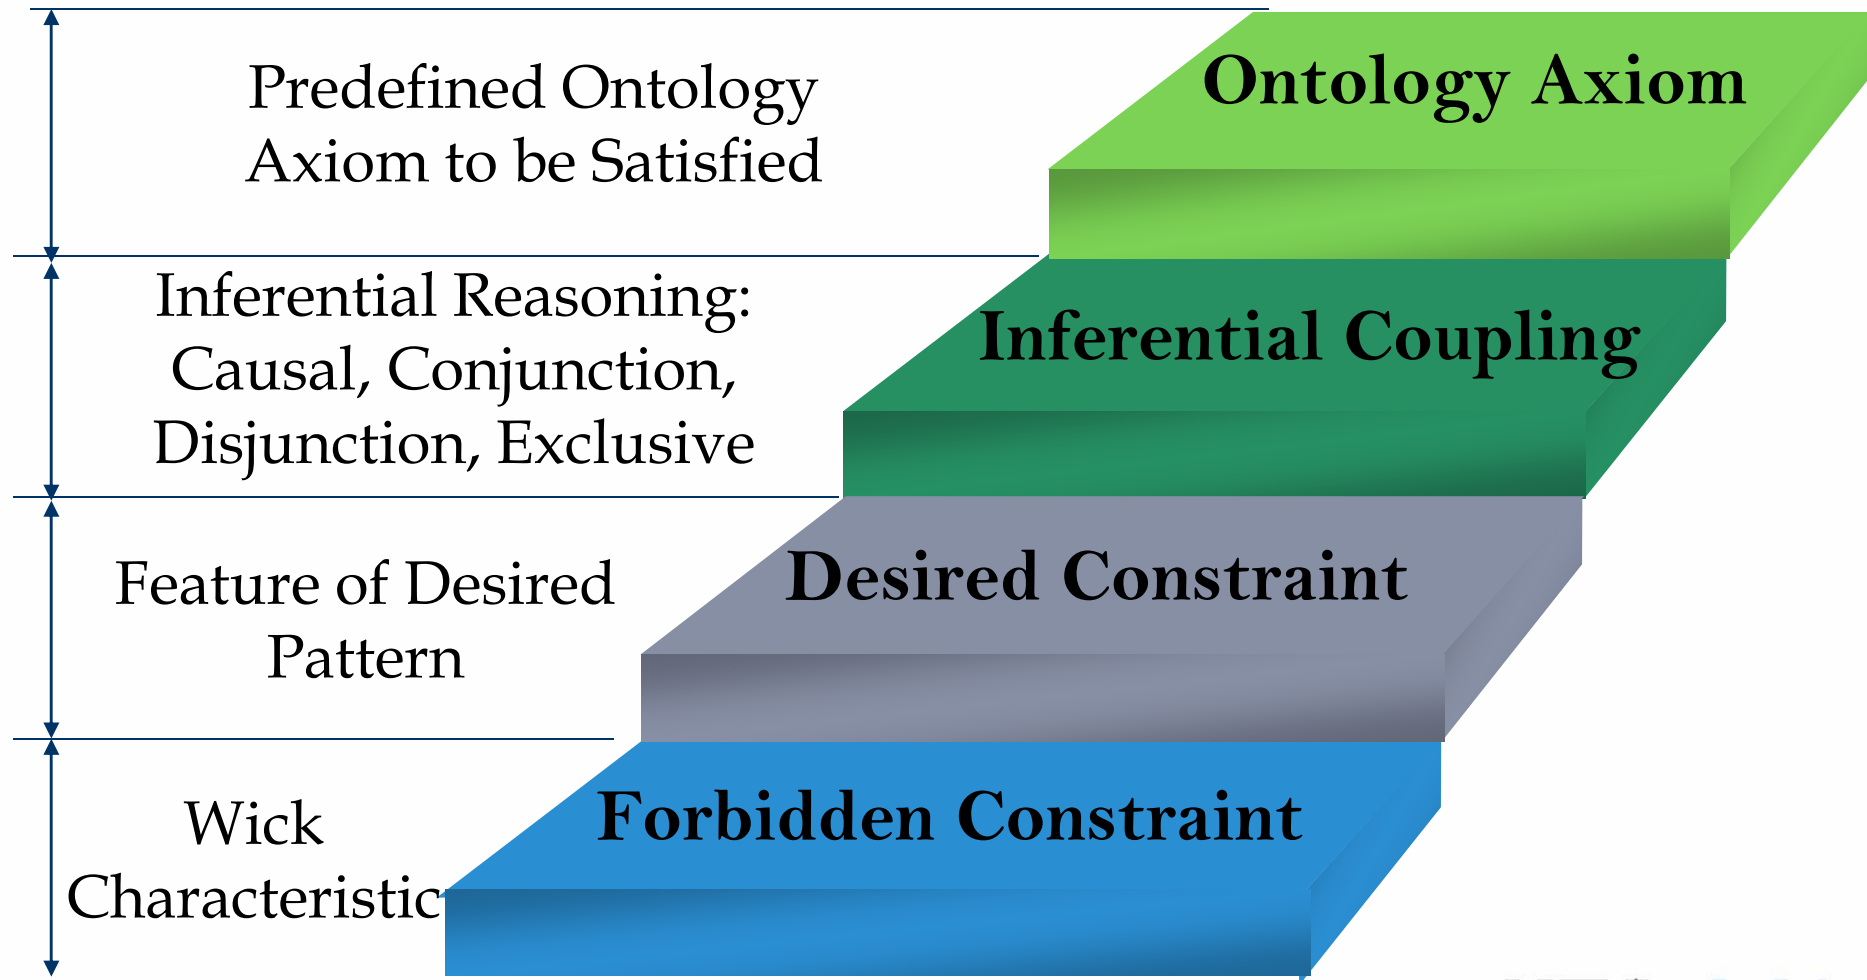 Predefined Ontology
Axiom to be Satisfied
Ontology Axiom
Inferential Reasoning:
Causal, Conjunction,
Disjunction, Exclusive
Inferential Coupling
Feature of Desired
Pattern
Desired Constraint
Wick
Characteristic
Forbidden Constraint